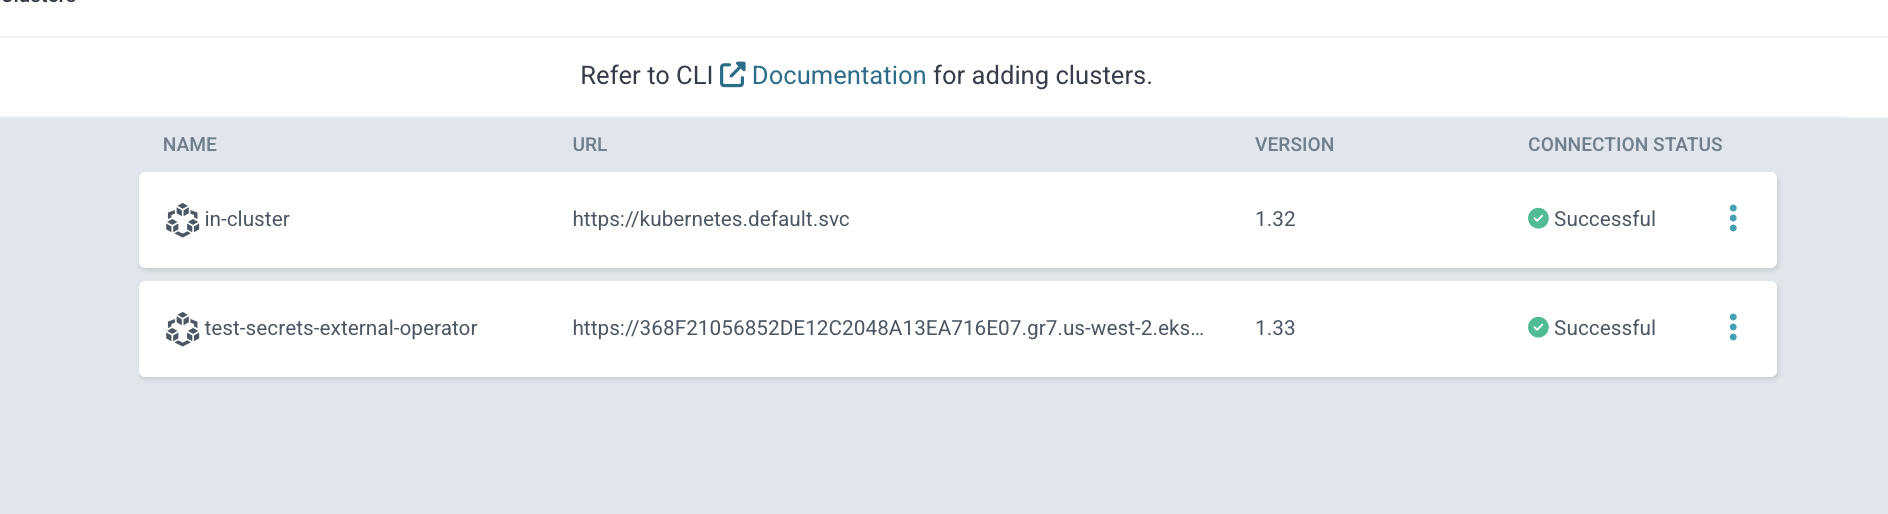 Clusters
Refer to CLI Documentation for adding clusters.
NAME URL VERSION CONNECTION STATUS
in-cluster https://kubernetes.default.svc 1.32 Successful
test-secrets-external-operator https://368F21056852DE12C2048A13EA716E07.gr7.us-west-2.eks... 1.33 Successful